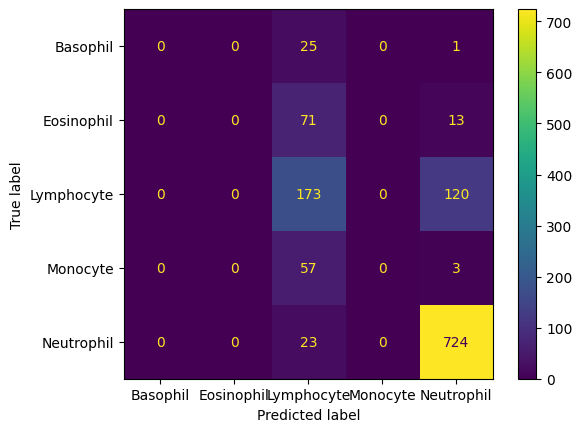 True label
Basophil 0 0 25 0 1
Eosinophil 0 0 71 0 13
Lymphocyte 0 0 173 0 120
Monocyte 0 0 57 0 3
Neutrophil 0 0 23 0 724
Basophil Eosinophil Lymphocyte Monocyte Neutrophil
Predicted label
700
600
500
400
300
200
100
0